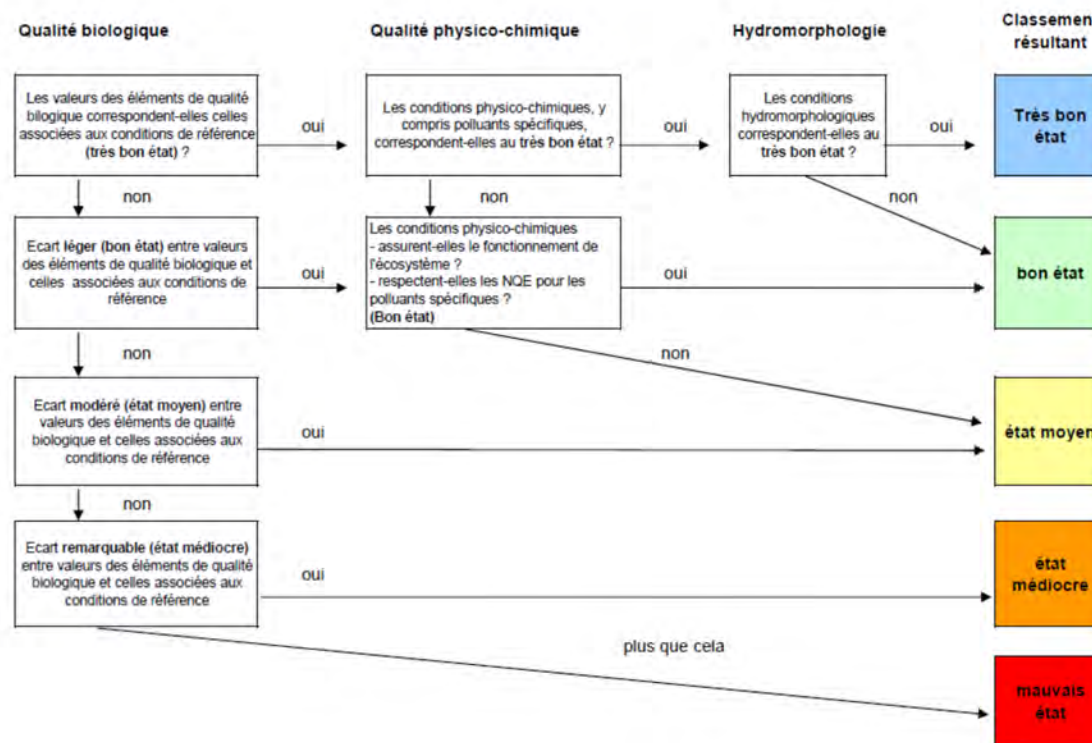 Qualité biologique
Qualité physico-chimique
Hydromorphologie
Classemen
résultant
Les valeurs des éléments de qualité
bilogique correspondent-elles celles
associées aux conditions de référence
(très bon état) ?
oui
Les conditions physico-chimiques, y
compris polluants spécifiques,
correspondent-elles au très bon état ?
oui
Les conditions
hydromorphologiques
correspondent-elles au
très bon état ?
oui
Très bon
état
non
non
non
Ecart léger (bon état) entre valeurs
des éléments de qualité biologique et
celles associées aux conditions de
référence
oui
Les conditions physico-chimiques
- assurent-elles le fonctionnement de
l'écosystème ?
- respectent-elles les NQE pour les
polluants spécifiques ?
(Bon état)
oui
bon état
non
non
Ecart modéré (état moyen) entre
valeurs des éléments de qualité
biologique et celles associées aux
conditions de référence
oui
état moyen
non
Ecart remarquable (état médiocre)
entre valeurs des éléments de qualité
biologique et celles associées aux
conditions de référence
oui
état
médiocre
plus que cela
mauvais
état